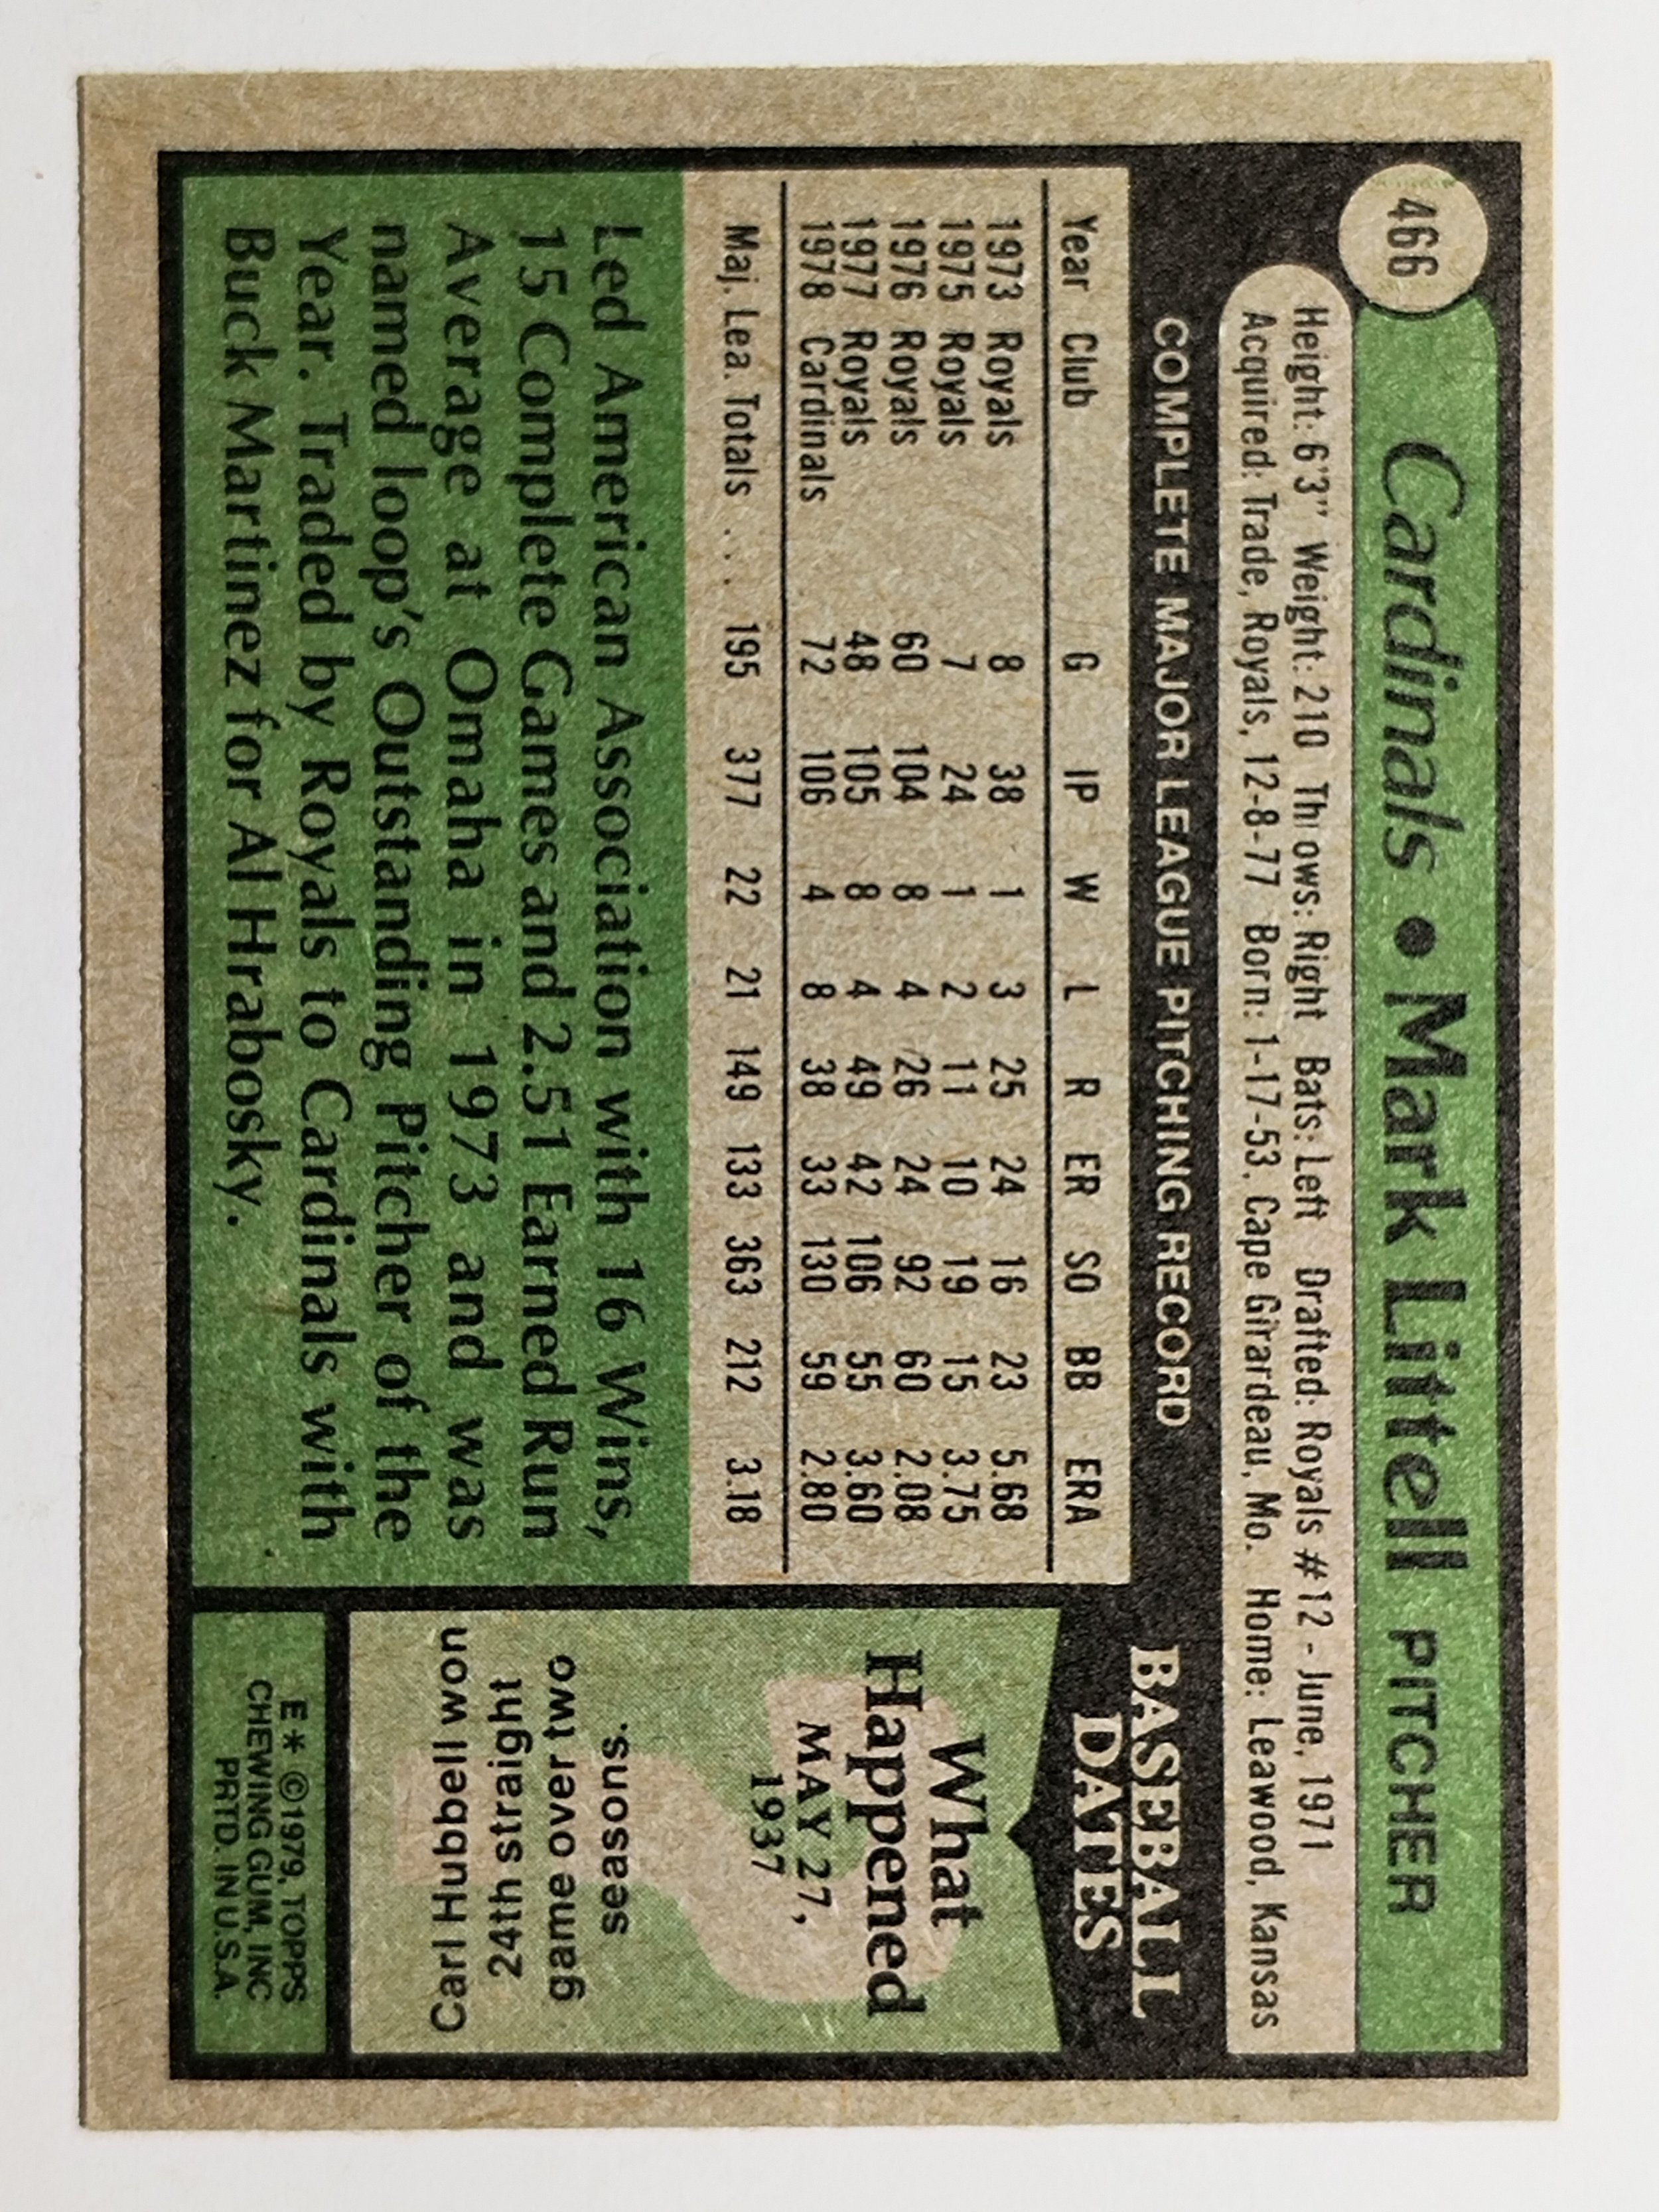 466
Cardinals • Mark Littell PITCHER
Height: 6'3" Weight: 210 Throws: Right Bats: Left Drafted: Royals #12 - June, 1971
Acquired: Trade, Royals, 12-8-77 Born: 1-17-53, Cape Girardeau, Mo. Home: Leawood, Kansas
COMPLETE MAJOR LEAGUE PITCHING RECORD
Year Club G IP W L R ER SO BB ERA
1973 Royals 8 38 1 3 25 24 16 23 5.68
1975 Royals 7 24 1 2 11 10 19 15 3.75
1976 Royals 60 104 8 4 26 24 92 60 2.08
1977 Royals 48 105 8 4 49 42 106 55 3.60
1978 Cardinals 72 106 4 8 38 33 130 59 2.80
Maj. Lea. Totals . . . 195 377 22 21 149 133 363 212 3.18
Led American Association with 16 Wins,
15 Complete Games and 2.51 Earned Run
Average at Omaha in 1973 and was
named loop's Outstanding Pitcher of the
Year. Traded by Royals to Cardinals with
Buck Martinez for Al Hrabosky.
BASEBALL
DATES
What
Happened
MAY 27,
1937
Carl Hubbell won
24th straight
game over two
seasons.
E* ©1979, TOPPS
CHEWING GUM, INC
PRTD. IN U.S.A.